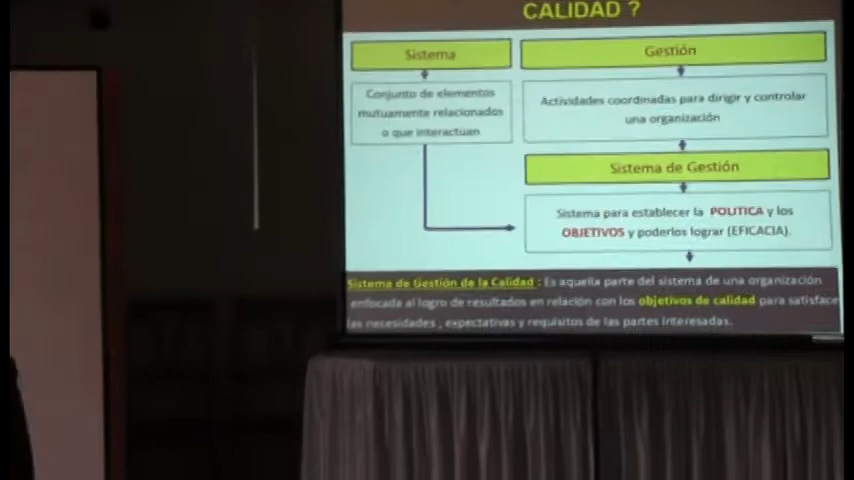 CALIDAD ?
Sistema
Conjunto de elementos
mutuamente relacionados
o que interactuan
Gestión
Actividades coordinadas para dirigir y controlar
una organización
Sistema de Gestión
Sistema para establecer la POLITICA y los
OBJETIVOS y poderlos lograr (EFICACIA).
Sistema de Gestión de la Calidad : Es aquella parte del sistema de una organización
enfocada al logro de resultados en relación con los objetivos de calidad para satisface
las necesidades , expectativas y requisitos de las partes interesadas.